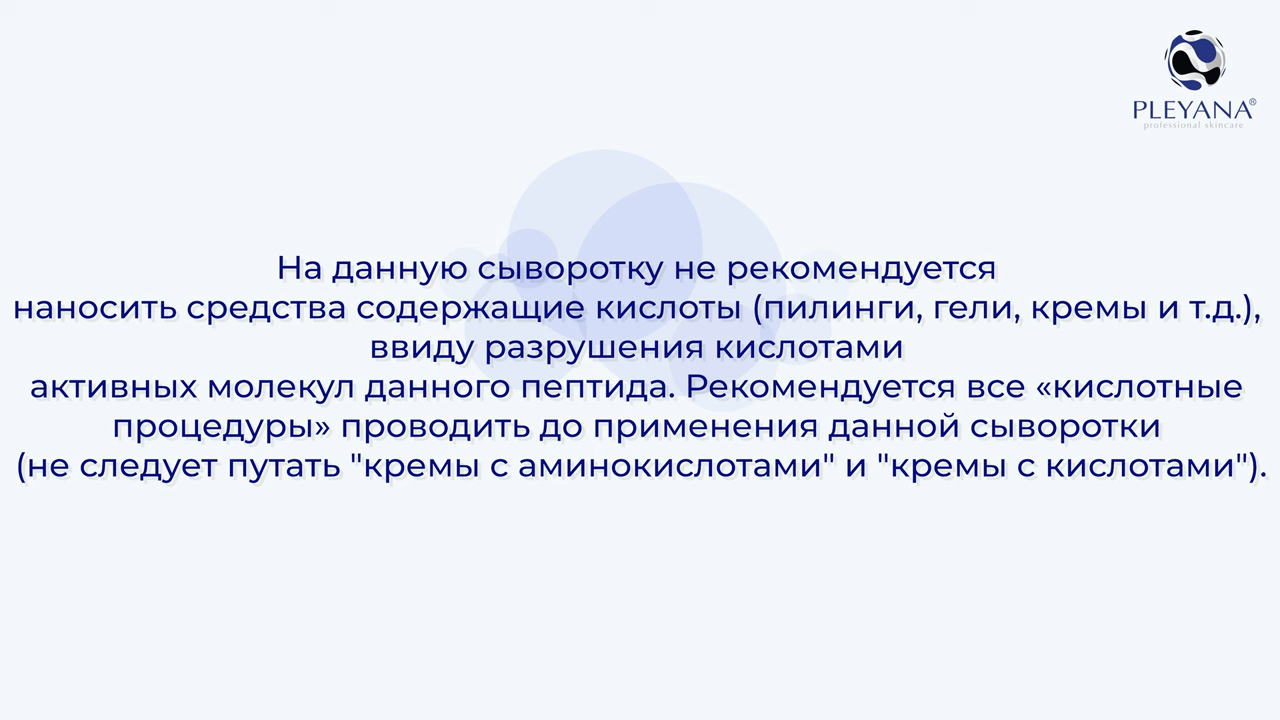 PLEYANA®
professional skincare
На данную сыворотку не рекомендуется
наносить средства содержащие кислоты (пилинги, гели, кремы и т.д.),
ввиду разрушения кислотами
активных молекул данного пептида. Рекомендуется все «кислотные
процедуры» проводить до применения данной сыворотки
(не следует путать "кремы с аминокислотами" и "кремы с кислотами").